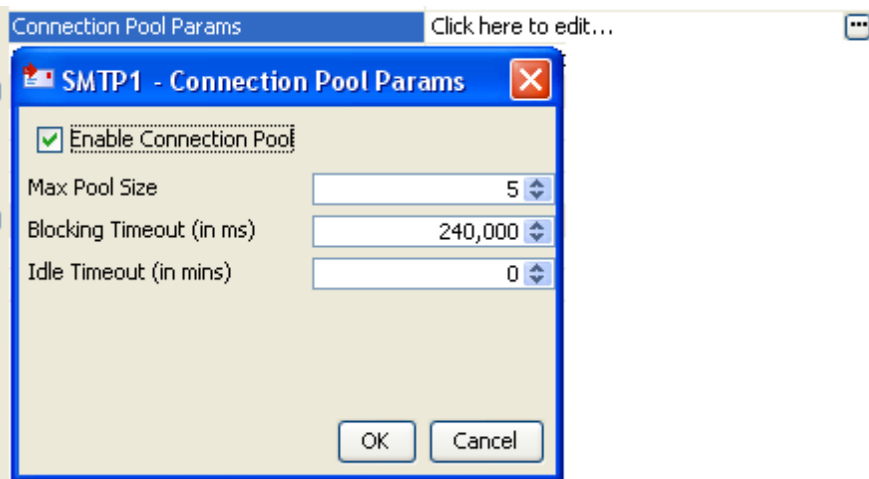 Connection Pool Params Click here to edit...
SMTP1 - Connection Pool Params
Enable Connection Pool
Max Pool Size 5
Blocking Timeout (in ms) 240,000
Idle Timeout (in mins) 0
OK Cancel